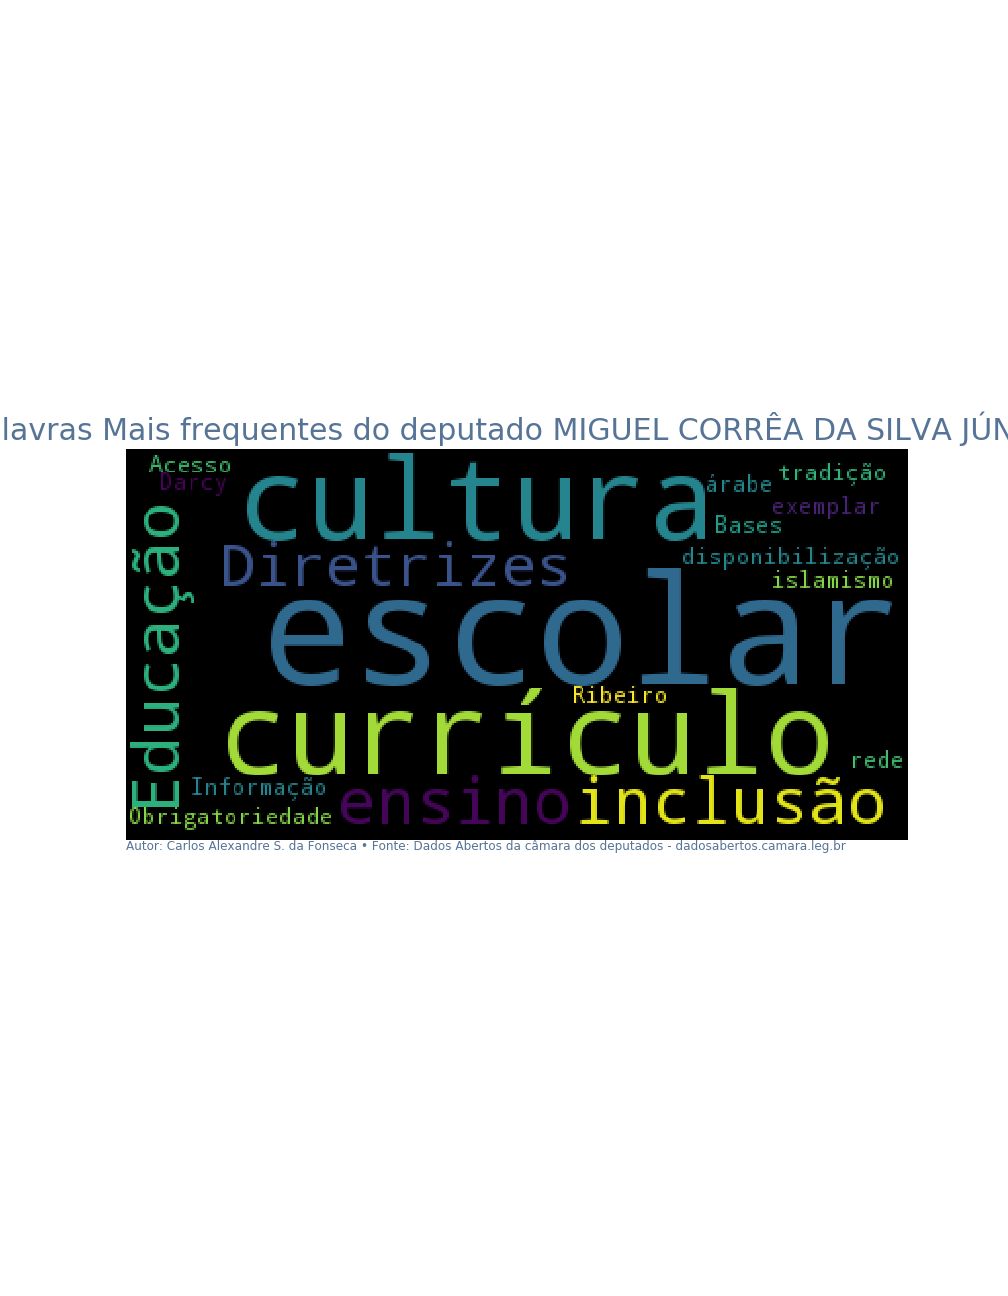 lavras Mais frequentes do deputado MIGUEL CORRÊA DA SILVA JÚN
Acesso
Darcy
cultura
árabe
tradição
exemplar
Bases
Educação
Diretrizes
disponibilização
islamismo
escolar
Ribeiro
currículo
rede
Informação
Obrigatoriedade
ensino
inclusão
Autor: Carlos Alexandre S. da Fonseca • Fonte: Dados Abertos da câmara dos deputados - dadosabertos.camara.leg.br